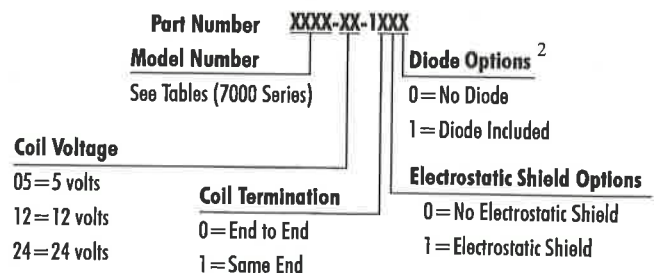 Part Number XXXX-XX-1XXX
Model Number
See Tables (7000 Series)
Diode Options 2
0=No Diode
1=Diode Included
Coil Voltage
05=5 volts
12=12 volts
24=24 volts
Coil Termination
0=End to End
1=Same End
Electrostatic Shield Options
0=No Electrostatic Shield
1=Electrostatic Shield